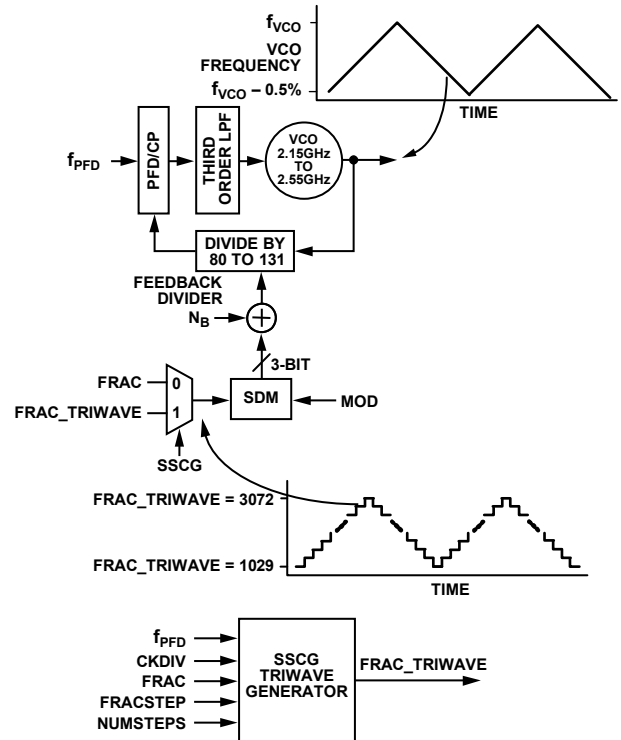 fVCO
VCO
FREQUENCY
fVCO – 0.5%
TIME
fPFD
PFD/CP
THIRD
ORDER LPF
VCO
2.15GHz
TO
2.55GHz
DIVIDE BY
80 TO 131
FEEDBACK
DIVIDER
NB
+
3-BIT
FRAC
0
FRAC_TRIWAVE
1
SDM
MOD
SSCG
FRAC_TRIWAVE = 3072
FRAC_TRIWAVE = 1029
TIME
fPFD
CKDIV
FRAC
FRACSTEP
NUMSTEPS
SSCG
TRIWAVE
GENERATOR
FRAC_TRIWAVE